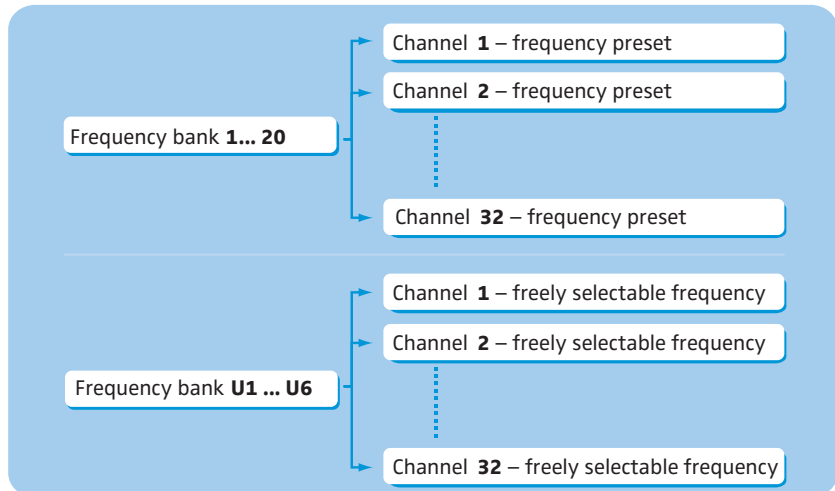 Channel 1 – frequency preset
Channel 2 – frequency preset
Frequency bank 1... 20
Channel 32 – frequency preset
Channel 1 – freely selectable frequency
Channel 2 – freely selectable frequency
Frequency bank U1 ... U6
Channel 32 – freely selectable frequency